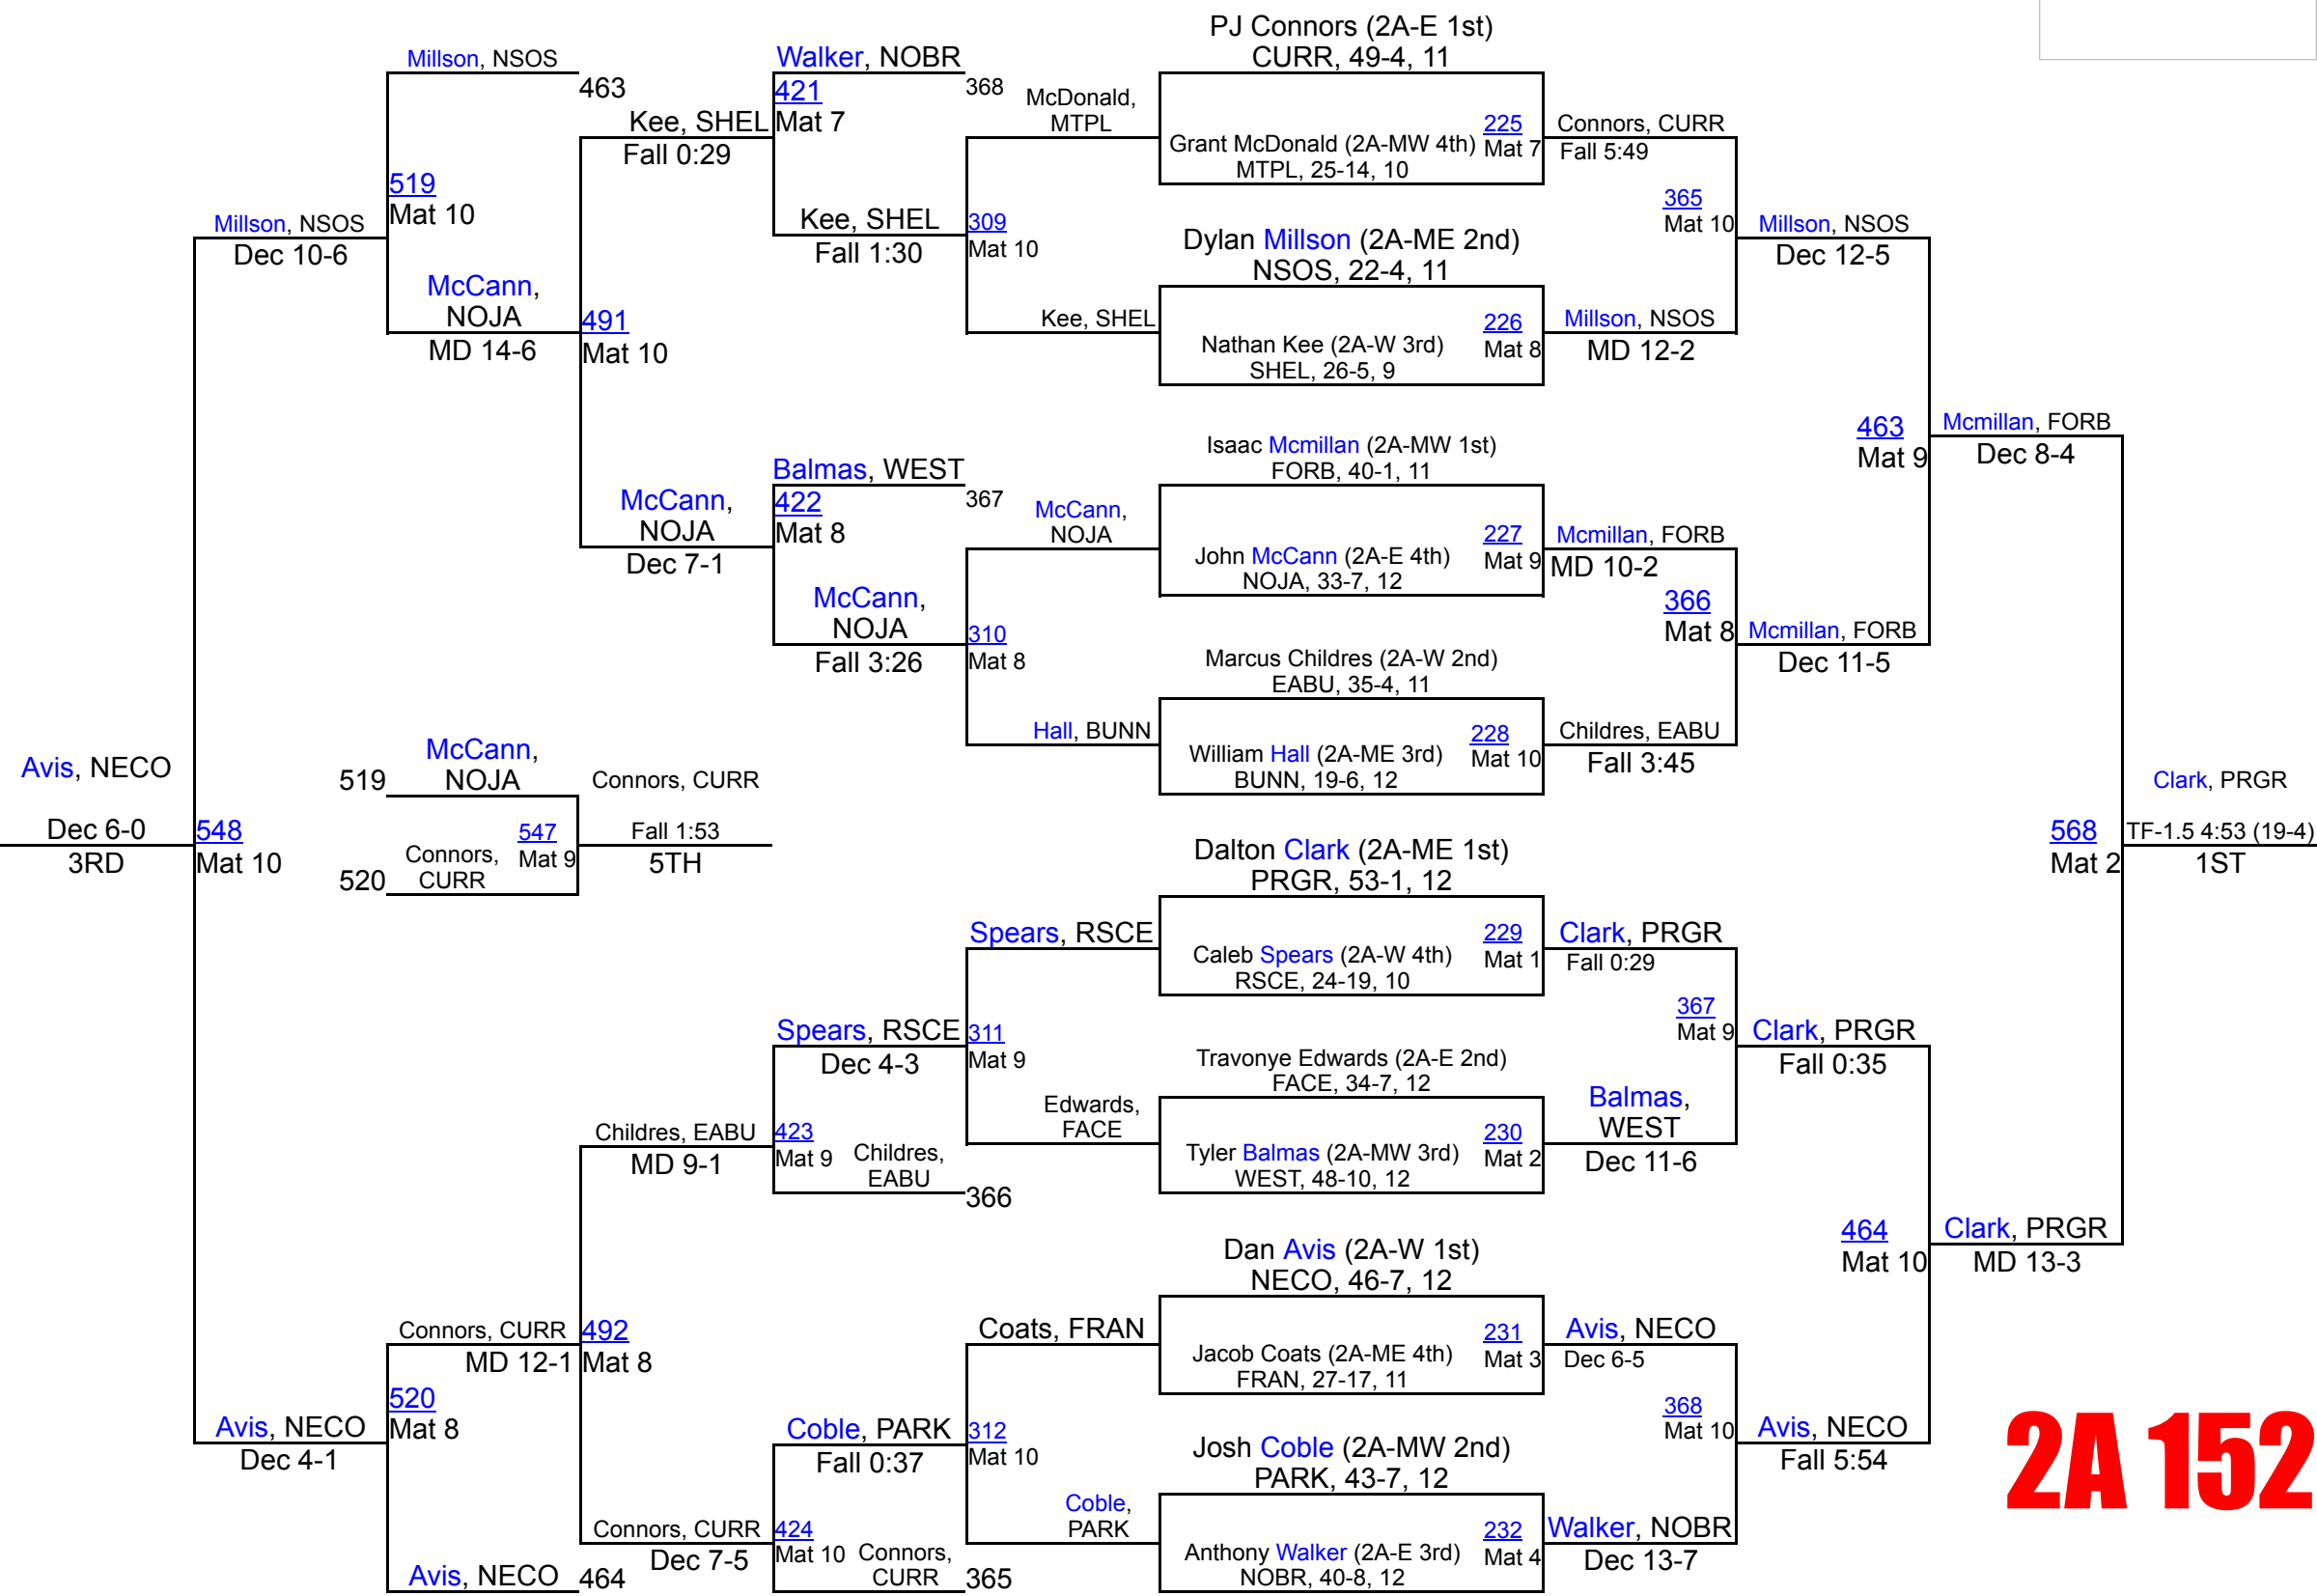 PJ Connors (2A-E 1st)
CURR, 49-4, 11
Grant McDonald (2A-MW 4th)
MTPL, 25-14, 10
225
Mat 7
Dylan Millson (2A-ME 2nd)
NSOS, 22-4, 11
Nathan Kee (2A-W 3rd)
SHEL, 26-5, 9
226
Mat 8
Isaac Mcmillan (2A-MW 1st)
FORB, 40-1, 11
John McCann (2A-E 4th)
NOJA, 33-7, 12
227
Mat 9
Marcus Childres (2A-W 2nd)
EABU, 35-4, 11
William Hall (2A-ME 3rd)
BUNN, 19-6, 12
228
Mat 10
Dalton Clark (2A-ME 1st)
PRGR, 53-1, 12
Caleb Spears (2A-W 4th)
RSCE, 24-19, 10
229
Mat 1
Travonye Edwards (2A-E 2nd)
FACE, 34-7, 12
Tyler Balmas (2A-MW 3rd)
WEST, 48-10, 12
230
Mat 2
Dan Avis (2A-W 1st)
NECO, 46-7, 12
Jacob Coats (2A-ME 4th)
FRAN, 27-17, 11
231
Mat 3
Josh Coble (2A-MW 2nd)
PARK, 43-7, 12
Anthony Walker (2A-E 3rd)
NOBR, 40-8, 12
232
Mat 4
Connors, CURR
Fall 5:49
365
Mat 10
Millson, NSOS
MD 12-2
Mcmillan, FORB
MD 10-2
366
Mat 8
Childres, EABU
Fall 3:45
Clark, PRGR
Fall 0:29
367
Mat 9
Balmas,
WEST
Dec 11-6
Avis, NECO
Dec 6-5
368
Mat 10
Walker, NOBR
Dec 13-7
Millson, NSOS
Dec 12-5
463
Mat 9
Mcmillan, FORB
Dec 11-5
Clark, PRGR
Fall 0:35
464
Mat 10
Avis, NECO
Fall 5:54
Mcmillan, FORB
Dec 8-4
568
Mat 2
Clark, PRGR
MD 13-3
Clark, PRGR
TF-1.5 4:53 (19-4)
1ST
McDonald,
MTPL
309
Mat 10
Kee, SHEL
McCann,
NOJA
310
Mat 8
Hall, BUNN
Spears, RSCE
311
Mat 9
Edwards,
FACE
Coats, FRAN
312
Mat 10
Coble,
PARK
Walker, NOBR
368
421
Mat 7
Kee, SHEL
Fall 1:30
Balmas, WEST
367
422
Mat 8
McCann,
NOJA
Fall 3:26
Spears, RSCE
Dec 4-3
423
Mat 9
Childres,
EABU
366
Coble, PARK
Fall 0:37
424
Mat 10
Connors,
CURR
365
Kee, SHEL
Fall 0:29
491
Mat 10
McCann,
NOJA
Dec 7-1
Childres, EABU
MD 9-1
492
Mat 8
Connors, CURR
Dec 7-5
Millson, NSOS
463
519
Mat 10
McCann,
NOJA
MD 14-6
Connors, CURR
MD 12-1
520
Mat 8
Avis, NECO
464
Millson, NSOS
Dec 10-6
548
Mat 10
Avis, NECO
Dec 4-1
Avis, NECO
Dec 6-0
3RD
519
McCann,
NOJA
520
Connors,
CURR
547
Mat 9
Connors, CURR
Fall 1:53
5TH
2A 152